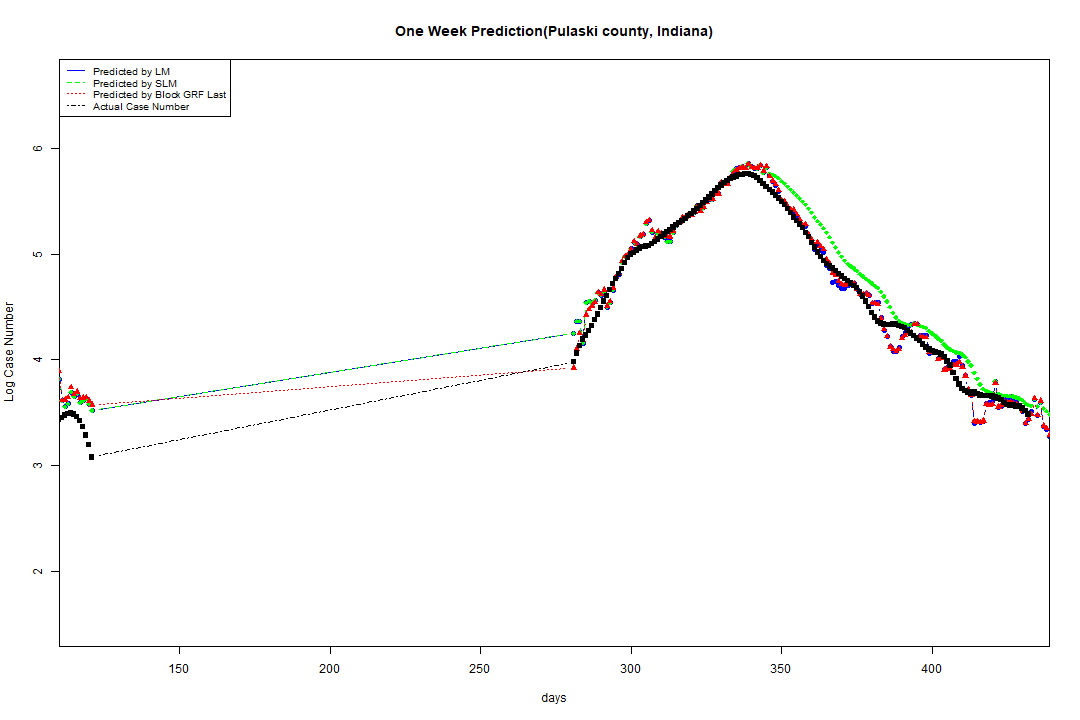 One Week Prediction(Pulaski county, Indiana)
Predicted by LM
Predicted by SLM
Predicted by Block GRF Last
Actual Case Number
Log Case Number
6
5
4
3
2
150 200 250 300 350 400
days